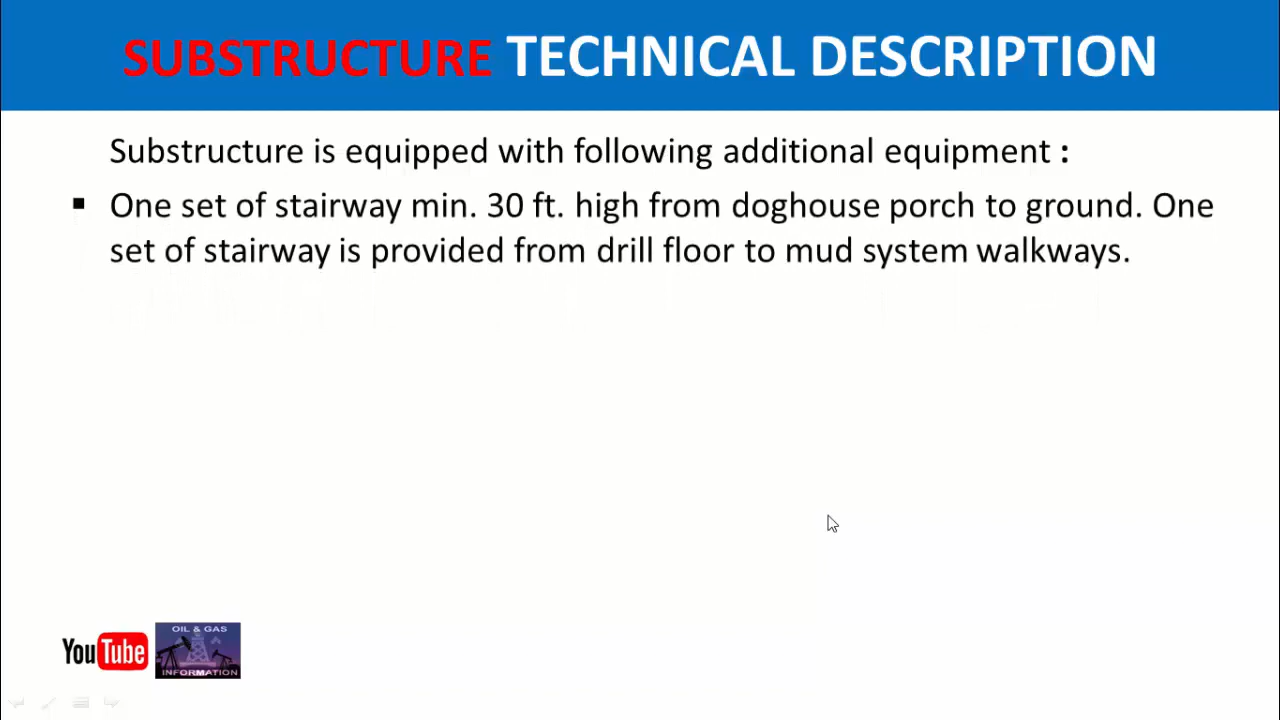 SUBSTRUCTURE TECHNICAL DESCRIPTION
Substructure is equipped with following additional equipment :
▪ One set of stairway min. 30 ft. high from doghouse porch to ground. One
set of stairway is provided from drill floor to mud system walkways.
YouTube
OIL & GAS
INFORMATION